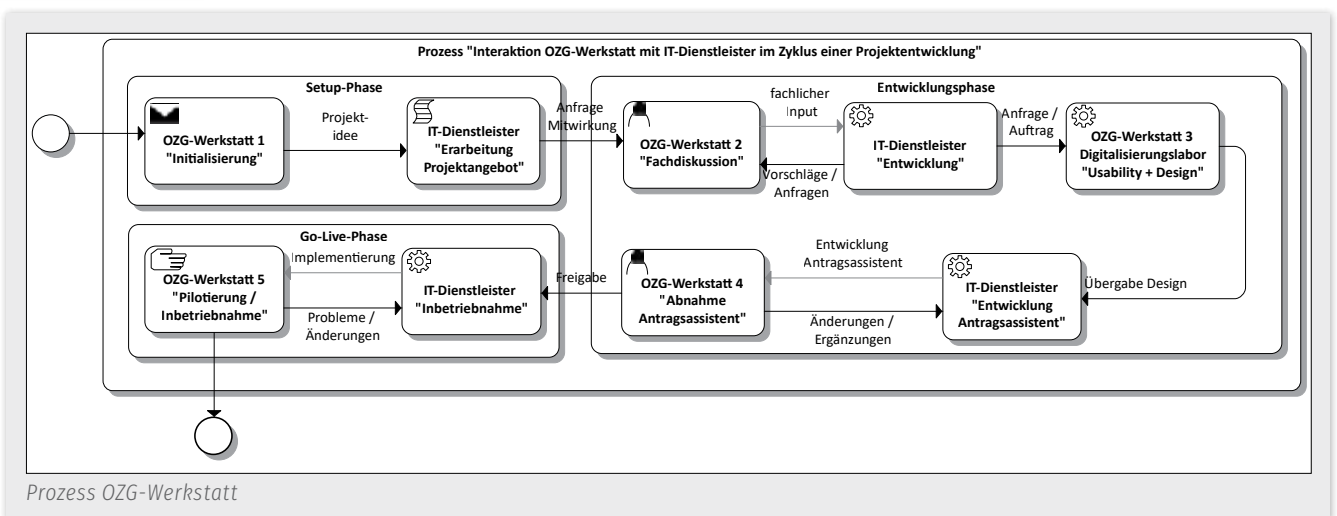 Prozess "Interaktion OZG-Werkstatt mit IT-Dienstleister im Zyklus einer Projektentwicklung"
Setup-Phase
OZG-Werkstatt 1
"Initialisierung"
Projekt-
idee
IT-Dienstleister
"Erarbeitung
Projektangebot"
Anfrage
Mitwirkung
Entwicklungsphase
OZG-Werkstatt 2
"Fachdiskussion"
fachlicher
Input
Vorschläge /
Anfragen
IT-Dienstleister
"Entwicklung"
Anfrage /
Auftrag
OZG-Werkstatt 3
Digitalisierungslabor
"Usability + Design"
Übergabe Design
IT-Dienstleister
"Entwicklung
Antragsassistent"
Entwicklung
Antragsassistent
Änderungen /
Ergänzungen
OZG-Werkstatt 4
"Abnahme
Antragsassistent"
Freigabe
Go-Live-Phase
IT-Dienstleister
"Inbetriebnahme"
Implementierung
Probleme /
Änderungen
OZG-Werkstatt 5
"Pilotierung /
Inbetriebnahme"
Prozess OZG-Werkstatt